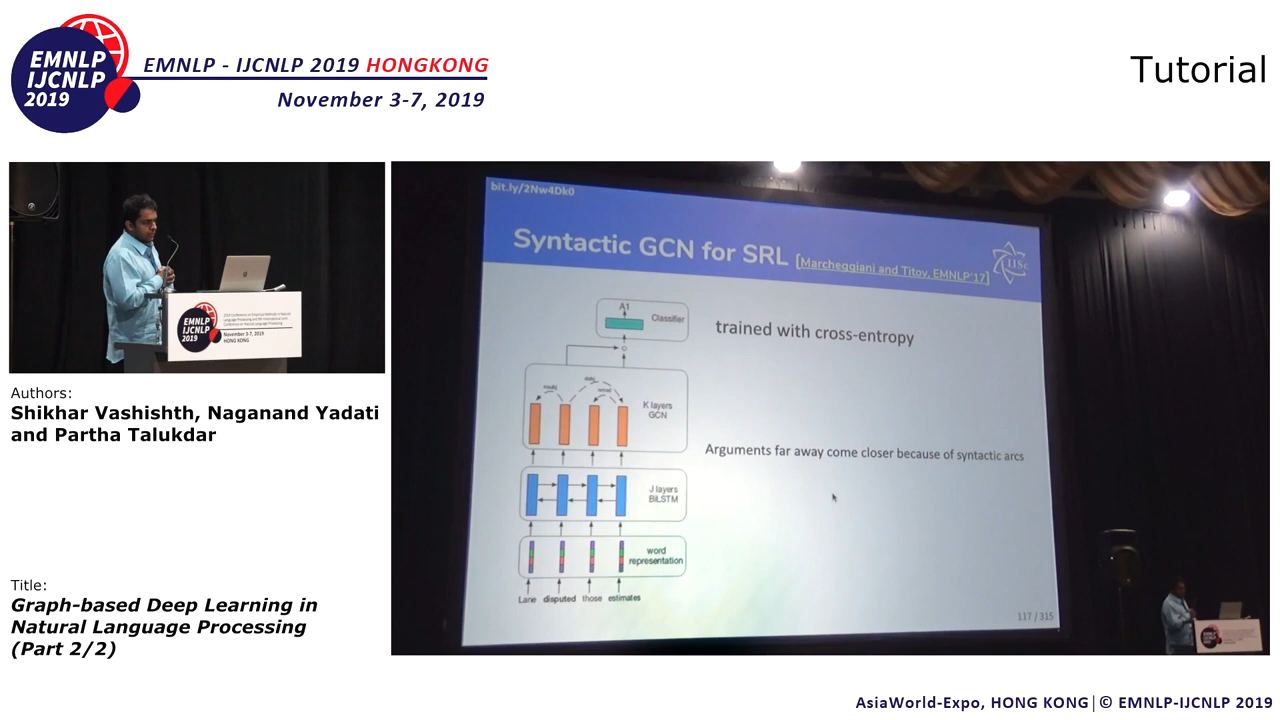 EMNLP
IJCNLP
2019
EMNLP - IJCNLP 2019 HONGKONG
November 3-7, 2019
Tutorial
EMNLP
IJCNLP
2019
November 3-7, 2019
HONG KONG
Authors:
Shikhar Vashishth, Naganand Yadati
and Partha Talukdar
Title:
Graph-based Deep Learning in
Natural Language Processing
(Part 2/2)
bit.ly/2Nw4Dk0
Syntactic GCN for SRL [Marcheggiani and Titov, EMNLP'17]
IISc
A1
Classifier
trained with cross-entropy
K layers
GCN
Arguments far away come closer because of syntactic arcs
J layers
BiLSTM
word
representation
Lane disputed those estimates
117 / 315
EMNLP
IJCNLP
2019
AsiaWorld-Expo, HONG KONG|© EMNLP-IJCNLP 2019